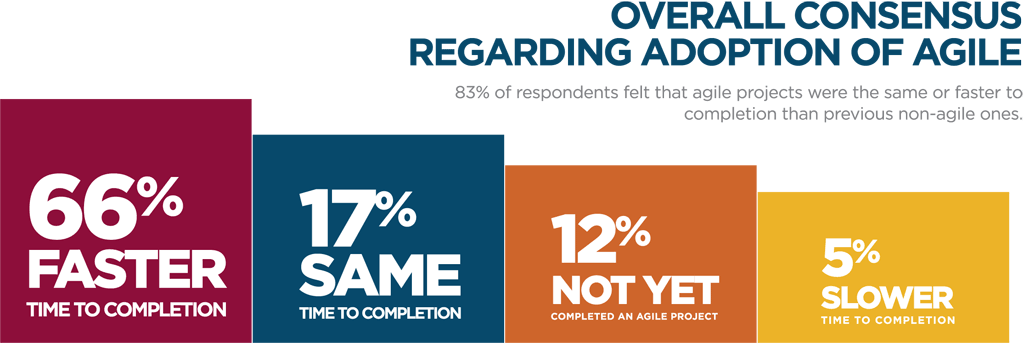 OVERALL CONSENSUS
REGARDING ADOPTION OF AGILE
83% of respondents felt that agile projects were the same or faster to
completion than previous non-agile ones.
66%
FASTER
TIME TO COMPLETION
17%
SAME
TIME TO COMPLETION
12%
NOT YET
COMPLETED AN AGILE PROJECT
5%
SLOWER
TIME TO COMPLETION